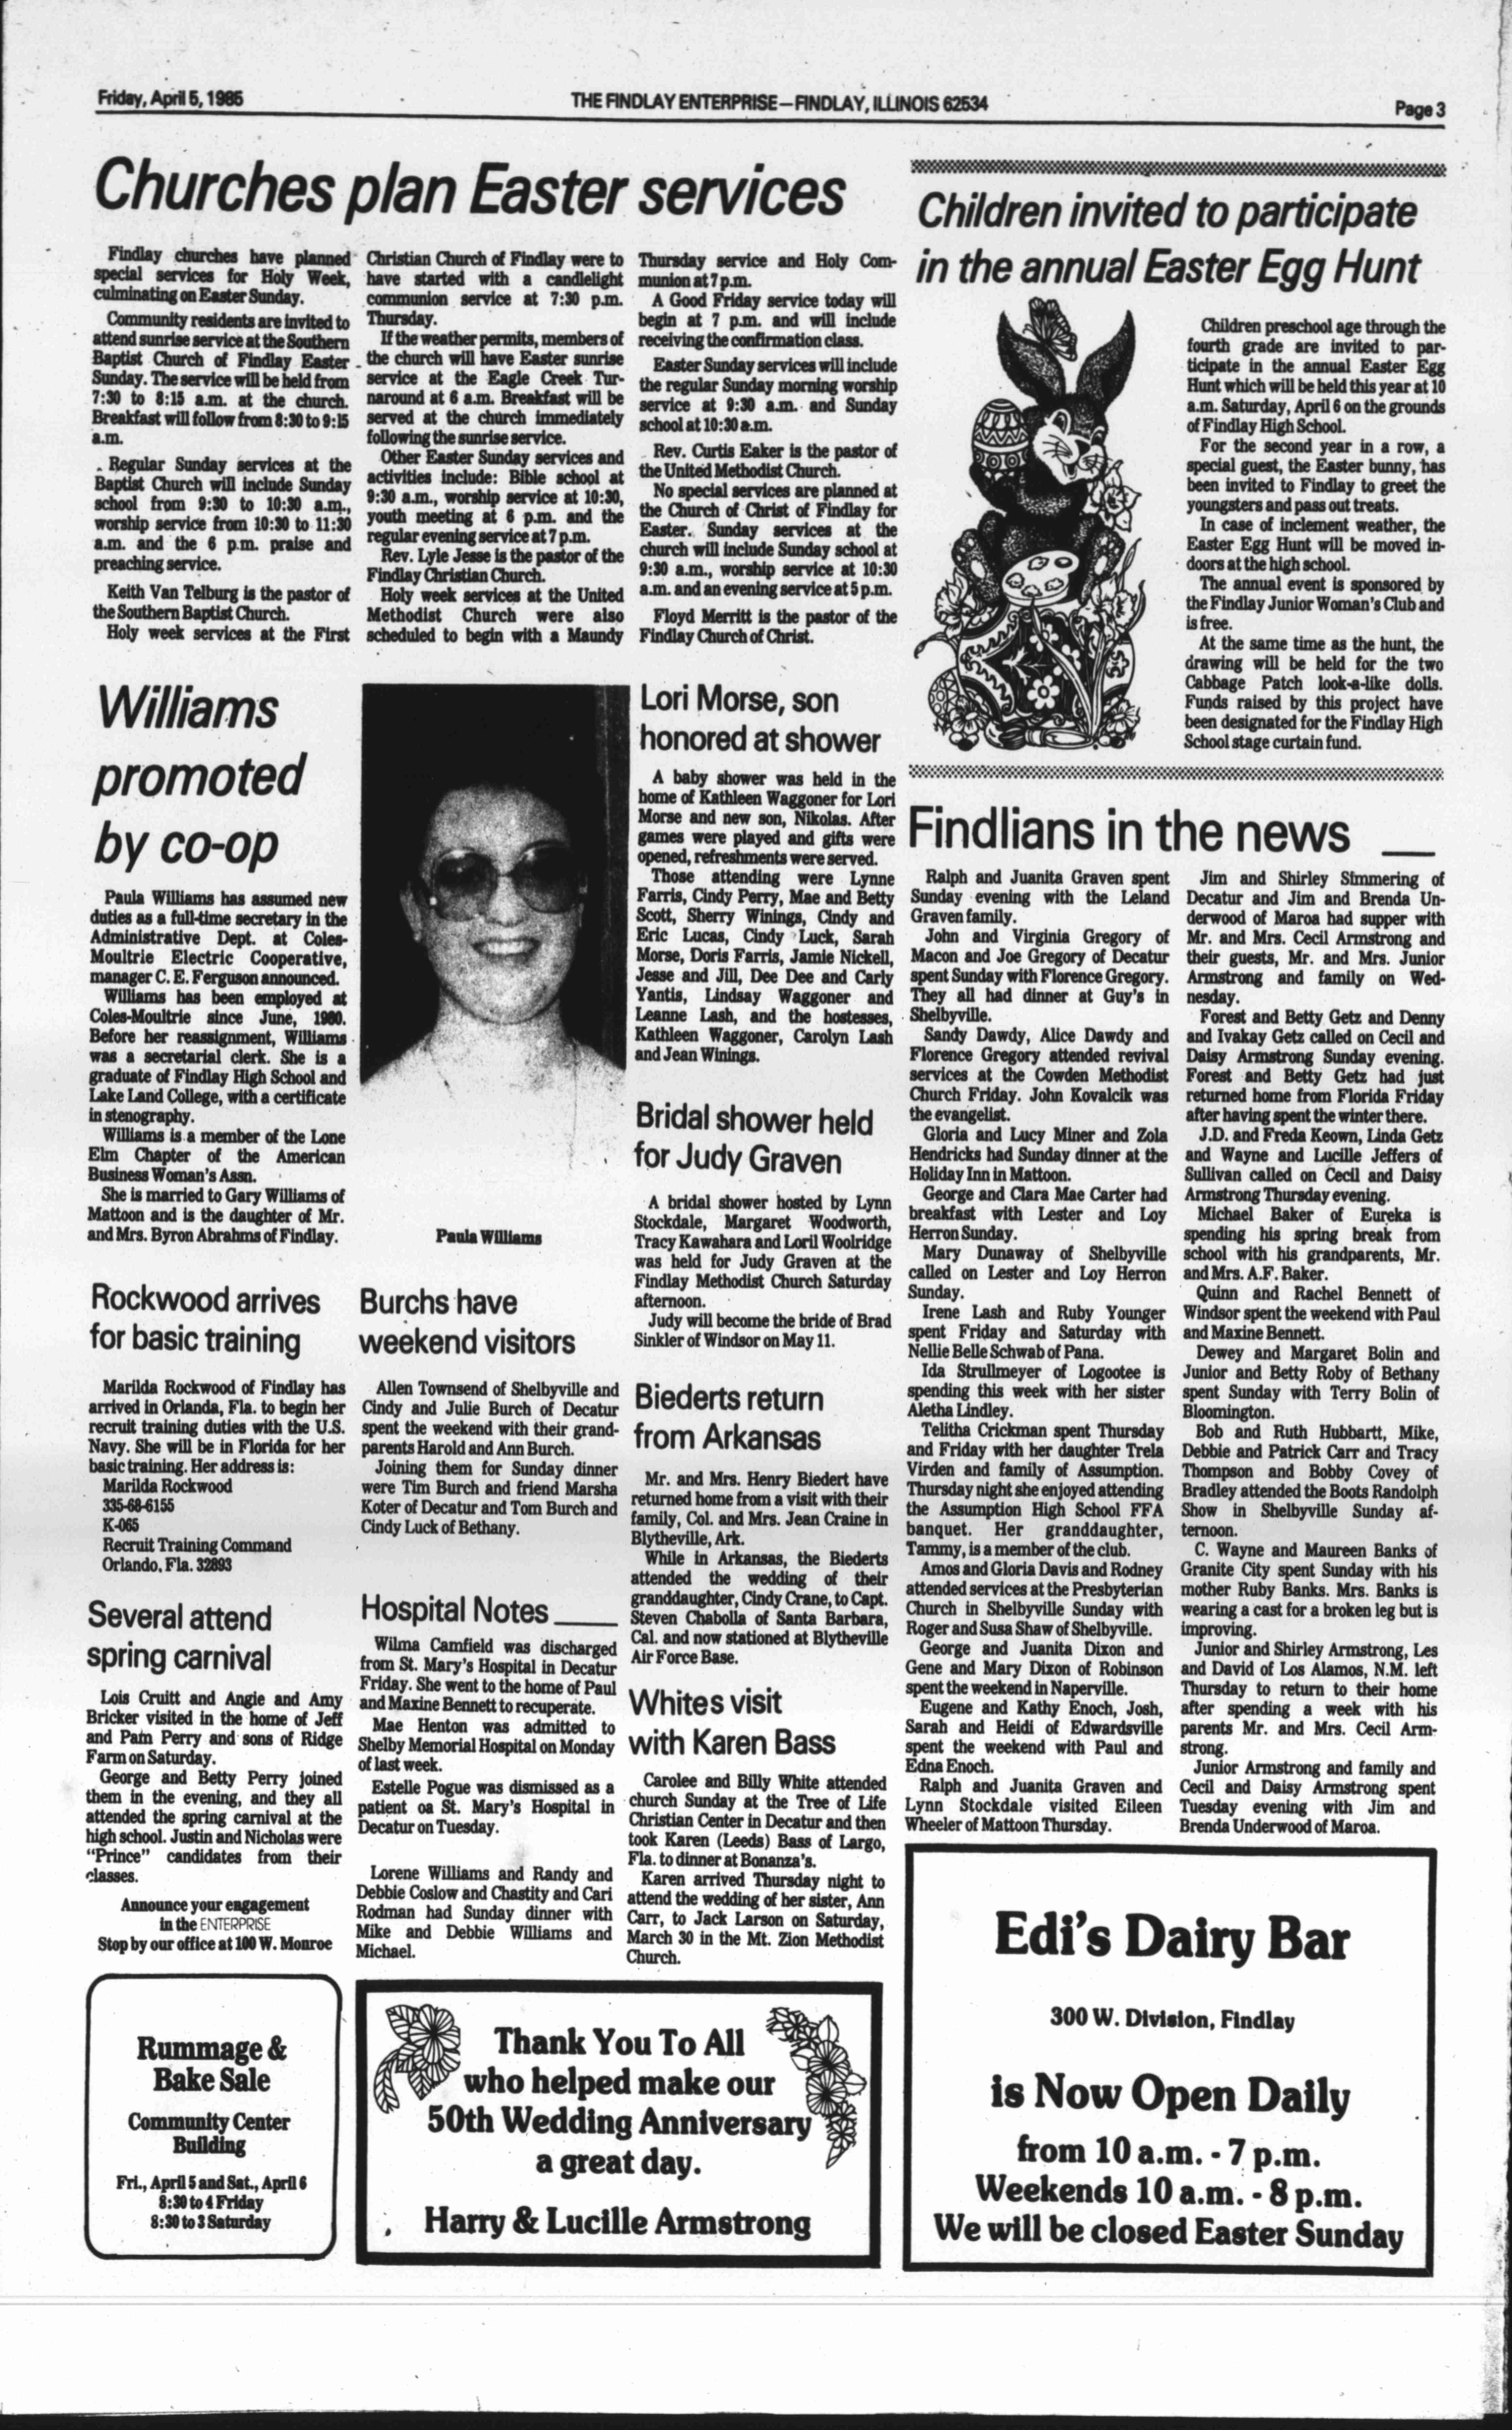 Friday, April 5, 1985
THE FINDLAY ENTERPRISE—FINDLAY, ILLINOIS 62534
Page 3
Churches plan Easter services
Findlay churches have planned
special services for Holy Week,
culminating on Easter Sunday.
Community residents are invited to
attend sunrise service at the Southern
Baptist Church of Findlay Easter
Sunday. The service will be held from
7:30 to 8:15 a.m. at the church.
Breakfast will follow from 8:30 to 9:15
a.m.
Regular Sunday services at the
Baptist Church will include Sunday
school from 9:30 to 10:30 a.m.,
worship service from 10:30 to 11:30
a.m. and the 6 p.m. praise and
preaching service.
Keith Van Telburg is the pastor of
the Southern Baptist Church.
Holy week services at the First
Christian Church of Findlay were to
have started with a candlelight
communion service at 7:30 p.m.
Thursday.
If the weather permits, members of
the church will have Easter sunrise
service at the Eagle Creek Tur-
naround at 6 a.m. Breakfast will be
served at the church immediately
following the sunrise service.
Other Easter Sunday services and
activities include: Bible school at
9:30 a.m., worship service at 10:30,
youth meeting at 6 p.m. and the
regular evening service at 7 p.m.
Rev. Lyle Jesse is the pastor of the
Findlay Christian Church.
Holy week services at the United
Methodist Church were also
scheduled to begin with a Maundy
Thursday service and Holy Com-
munion at 7 p.m.
A Good Friday service today will
begin at 7 p.m. and will include
receiving the confirmation class.
Easter Sunday services will include
the regular Sunday morning worship
service at 9:30 a.m. and Sunday
school at 10:30 a.m.
Rev. Curtis Eaker is the pastor of
the United Methodist Church.
No special services are planned at
the Church of Christ of Findlay for
Easter. Sunday services at the
church will include Sunday school at
9:30 a.m., worship service at 10:30
a.m. and an evening service at 5 p.m.
Floyd Merritt is the pastor of the
Findlay Church of Christ.
Children invited to participate
in the annual Easter Egg Hunt
Children preschool age through the
fourth grade are invited to par-
ticipate in the annual Easter Egg
Hunt which will be held this year at 10
a.m. Saturday, April 6 on the grounds
of Findlay High School.
For the second year in a row, a
special guest, the Easter bunny, has
been invited to Findlay to greet the
youngsters and pass out treats.
In case of inclement weather, the
Easter Egg Hunt will be moved in-
doors at the high school.
The annual event is sponsored by
the Findlay Junior Woman's Club and
is free.
At the same time as the hunt, the
drawing will be held for the two
Cabbage Patch look-a-like dolls.
Funds raised by this project have
been designated for the Findlay High
School stage curtain fund.
Williams
promoted
by co-op
Paula Williams has assumed new
duties as a full-time secretary in the
Administrative Dept. at Coles-
Moultrie Electric Cooperative,
manager C. E. Ferguson announced.
Williams has been employed at
Coles-Moultrie since June, 1980.
Before her reassignment, Williams
was a secretarial clerk. She is a
graduate of Findlay High School and
Lake Land College, with a certificate
in stenography.
Williams is a member of the Lone
Elm Chapter of the American
Business Woman's Assn.
She is married to Gary Williams of
Mattoon and is the daughter of Mr.
and Mrs. Byron Abrahms of Findlay.
Paula Williams
Rockwood arrives
for basic training
Marilda Rockwood of Findlay has
arrived in Orlanda, Fla. to begin her
recruit training duties with the U.S.
Navy. She will be in Florida for her
basic training. Her address is:
Marilda Rockwood
335-68-6155
K-065
Recruit Training Command
Orlando, Fla. 32893
Several attend
spring carnival
Lois Cruitt and Angie and Amy
Bricker visited in the home of Jeff
and Pam Perry and sons of Ridge
Farm on Saturday.
George and Betty Perry joined
them in the evening, and they all
attended the spring carnival at the
high school. Justin and Nicholas were
"Prince" candidates from their
classes.
Announce your engagement
in the ENTERPRISE
Stop by our office at 100 W. Monroe
Rummage &
Bake Sale
Community Center
Building
Fri., April 5 and Sat., April 6
8:30 to 4 Friday
8:30 to 3 Saturday
Burchs have
weekend visitors
Allen Townsend of Shelbyville and
Cindy and Julie Burch of Decatur
spent the weekend with their grand-
parents Harold and Ann Burch.
Joining them for Sunday dinner
were Tim Burch and friend Marsha
Koter of Decatur and Tom Burch and
Cindy Luck of Bethany.
Hospital Notes
Wilma Camfield was discharged
from St. Mary's Hospital in Decatur
Friday. She went to the home of Paul
and Maxine Bennett to recuperate.
Mae Henton was admitted to
Shelby Memorial Hospital on Monday
of last week.
Estelle Pogue was dismissed as a
patient oa St. Mary's Hospital in
Decatur on Tuesday.
Lorene Williams and Randy and
Debbie Coslow and Chastity and Cari
Rodman had Sunday dinner with
Mike and Debbie Williams and
Michael.
Lori Morse, son
honored at shower
A baby shower was held in the
home of Kathleen Waggoner for Lori
Morse and new son, Nikolas. After
games were played and gifts were
opened, refreshments were served.
Those attending were Lynne
Farris, Cindy Perry, Mae and Betty
Scott, Sherry Winings, Cindy and
Eric Lucas, Cindy Luck, Sarah
Morse, Doris Farris, Jamie Nickell,
Jesse and Jill, Dee Dee and Carly
Yantis, Lindsay Waggoner and
Leanne Lash, and the hostesses,
Kathleen Waggoner, Carolyn Lash
and Jean Winings.
Bridal shower held
for Judy Graven
A bridal shower hosted by Lynn
Stockdale, Margaret Woodworth,
Tracy Kawahara and Loril Woolridge
was held for Judy Graven at the
Findlay Methodist Church Saturday
afternoon.
Judy will become the bride of Brad
Sinkler of Windsor on May 11.
Biederts return
from Arkansas
Mr. and Mrs. Henry Biedert have
returned home from a visit with their
family, Col. and Mrs. Jean Craine in
Blytheville, Ark.
While in Arkansas, the Biederts
attended the wedding of their
granddaughter, Cindy Crane, to Capt.
Steven Chabolla of Santa Barbara,
Cal. and now stationed at Blytheville
Air Force Base.
Whites visit
with Karen Bass
Carolee and Billy White attended
church Sunday at the Tree of Life
Christian Center in Decatur and then
took Karen (Leeds) Bass of Largo,
Fla. to dinner at Bonanza's.
Karen arrived Thursday night to
attend the wedding of her sister, Ann
Carr, to Jack Larson on Saturday,
March 30 in the Mt. Zion Methodist
Church.
Thank You To All
who helped make our
50th Wedding Anniversary
a great day.
Harry & Lucille Armstrong
Findlians in the news
Ralph and Juanita Graven spent
Sunday evening with the Leland
Graven family.
John and Virginia Gregory of
Macon and Joe Gregory of Decatur
spent Sunday with Florence Gregory.
They all had dinner at Guy's in
Shelbyville.
Sandy Dawdy, Alice Dawdy and
Florence Gregory attended revival
services at the Cowden Methodist
Church Friday. John Kovalcik was
the evangelist.
Gloria and Lucy Miner and Zola
Hendricks had Sunday dinner at the
Holiday Inn in Mattoon.
George and Clara Mae Carter had
breakfast with Lester and Loy
Herron Sunday.
Mary Dunaway of Shelbyville
called on Lester and Loy Herron
Sunday.
Irene Lash and Ruby Younger
spent Friday and Saturday with
Nellie Belle Schwab of Pana.
Ida Strullmeyer of Logootee is
spending this week with her sister
Aletha Lindley.
Telitha Crickman spent Thursday
and Friday with her daughter Trela
Virden and family of Assumption.
Thursday night she enjoyed attending
the Assumption High School FFA
banquet. Her granddaughter,
Tammy, is a member of the club.
Amos and Gloria Davis and Rodney
attended services at the Presbyterian
Church in Shelbyville Sunday with
Roger and Susa Shaw of Shelbyville.
George and Juanita Dixon and
Gene and Mary Dixon of Robinson
spent the weekend in Naperville.
Eugene and Kathy Enoch, Josh,
Sarah and Heidi of Edwardsville
spent the weekend with Paul and
Edna Enoch.
Ralph and Juanita Graven and
Lynn Stockdale visited Eileen
Wheeler of Mattoon Thursday.
Jim and Shirley Simmering of
Decatur and Jim and Brenda Un-
derwood of Maroa had supper with
Mr. and Mrs. Cecil Armstrong and
their guests, Mr. and Mrs. Junior
Armstrong and family on Wed-
nesday.
Forest and Betty Getz and Denny
and Ivakay Getz called on Cecil and
Daisy Armstrong Sunday evening.
Forest and Betty Getz had just
returned home from Florida Friday
after having spent the winter there.
J.D. and Freda Keown, Linda Getz
and Wayne and Lucille Jeffers of
Sullivan called on Cecil and Daisy
Armstrong Thursday evening.
Michael Baker of Eureka is
spending his spring break from
school with his grandparents, Mr.
and Mrs. A.F. Baker.
Quinn and Rachel Bennett of
Windsor spent the weekend with Paul
and Maxine Bennett.
Dewey and Margaret Bolin and
Junior and Betty Roby of Bethany
spent Sunday with Terry Bolin of
Bloomington.
Bob and Ruth Hubbartt, Mike,
Debbie and Patrick Carr and Tracy
Thompson and Bobby Covey of
Bradley attended the Boots Randolph
Show in Shelbyville Sunday af-
ternoon.
C. Wayne and Maureen Banks of
Granite City spent Sunday with his
mother Ruby Banks. Mrs. Banks is
wearing a cast for a broken leg but is
improving.
Junior and Shirley Armstrong, Les
and David of Los Alamos, N.M. left
Thursday to return to their home
after spending a week with his
parents Mr. and Mrs. Cecil Arm-
strong.
Junior Armstrong and family and
Cecil and Daisy Armstrong spent
Tuesday evening with Jim and
Brenda Underwood of Maroa.
Edi's Dairy Bar
300 W. Division, Findlay
is Now Open Daily
from 10 a.m. - 7 p.m.
Weekends 10 a.m. - 8 p.m.
We will be closed Easter Sunday